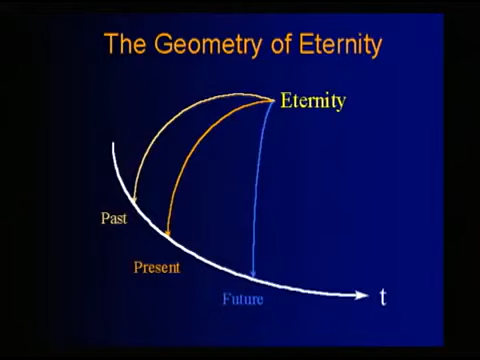 The Geometry of Eternity
Eternity
Past
Present
Future
t